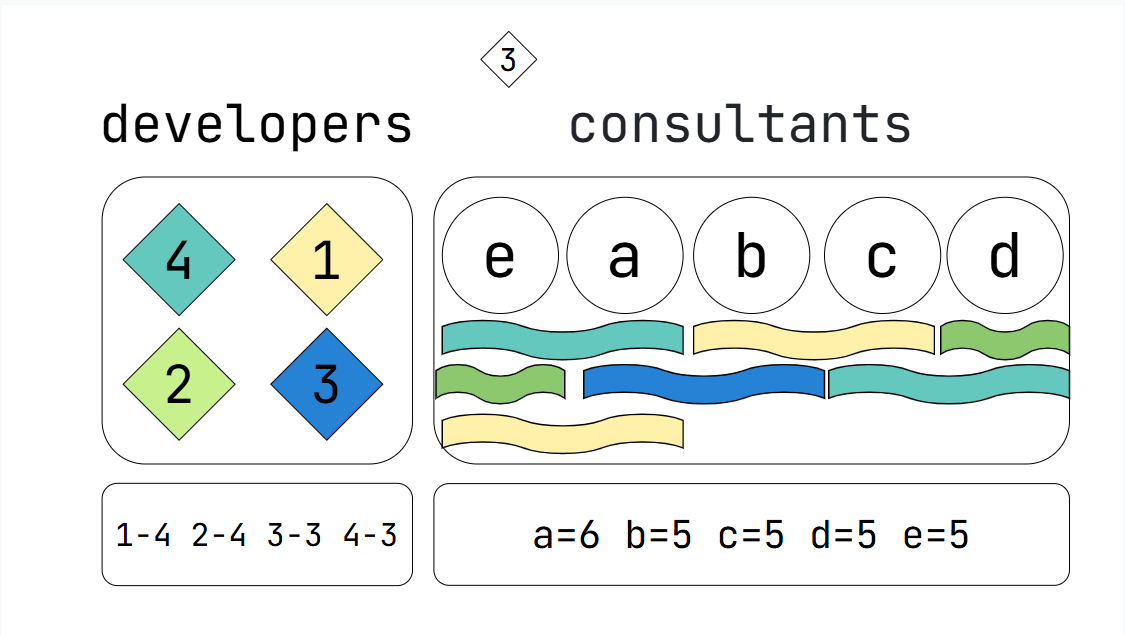 3
developers
consultants
4 1
2 3
e a b c d
1-4 2-4 3-3 4-3
a=6 b=5 c=5 d=5 e=5